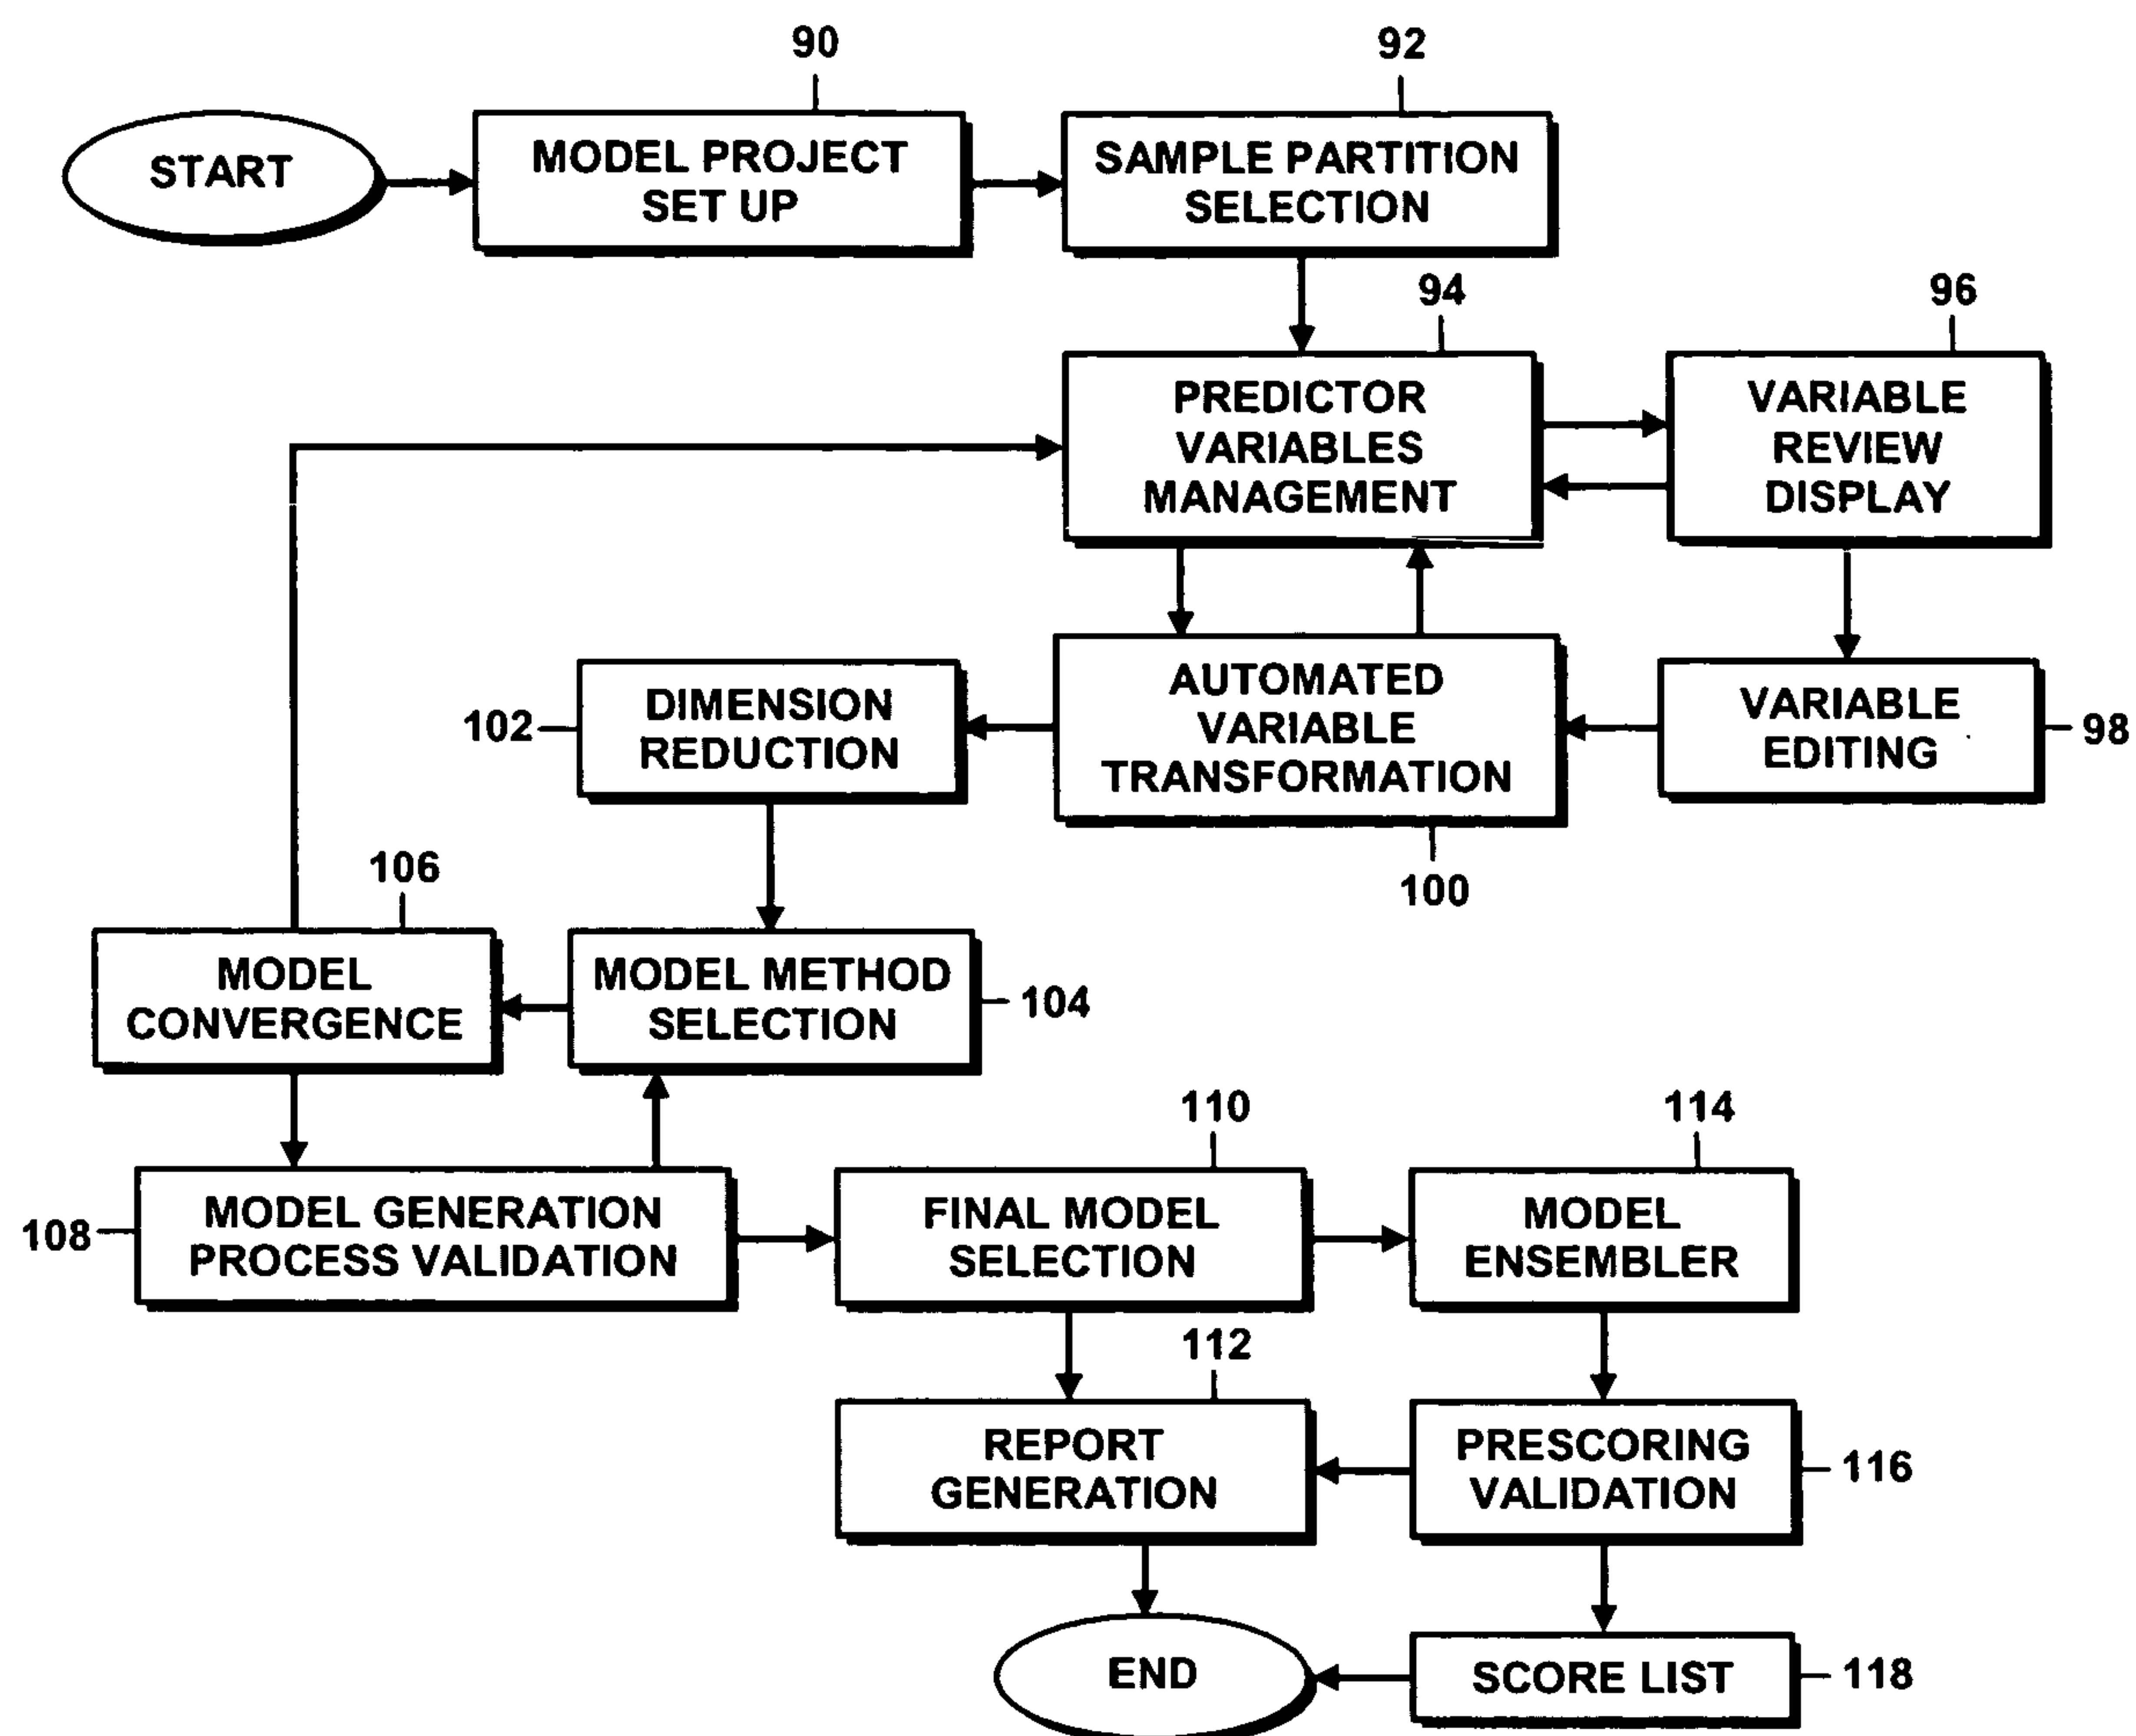 90
92
START
MODEL PROJECT
SET UP
SAMPLE PARTITION
SELECTION
94
96
PREDICTOR
VARIABLES
MANAGEMENT
VARIABLE
REVIEW
DISPLAY
102
DIMENSION
REDUCTION
AUTOMATED
VARIABLE
TRANSFORMATION
VARIABLE
EDITING
98
100
106
MODEL
CONVERGENCE
MODEL METHOD
SELECTION
104
110
114
108
MODEL GENERATION
PROCESS VALIDATION
FINAL MODEL
SELECTION
MODEL
ENSEMBLER
112
REPORT
GENERATION
PRESCORING
VALIDATION
116
END
SCORE LIST
118